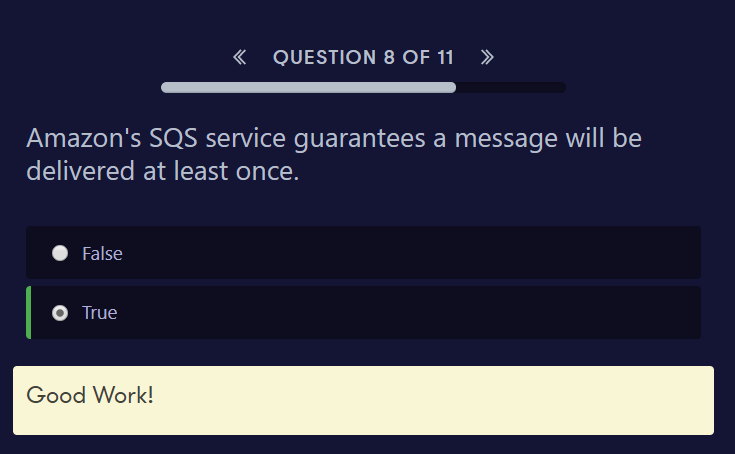 « QUESTION 8 OF 11 »
Amazon's SQS service guarantees a message will be
delivered at least once.
False
True
Good Work!